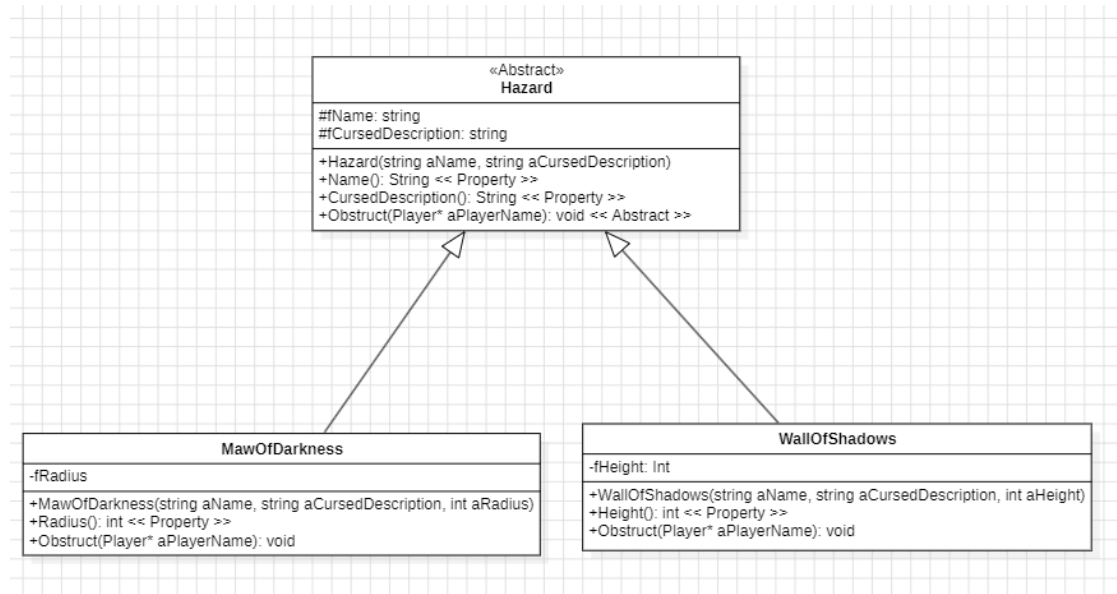 «Abstract»
Hazard
#fName: string
#fCursedDescription: string
+Hazard(string aName, string aCursedDescription)
+Name(): String << Property >>
+CursedDescription(): String << Property >>
+Obstruct(Player* aPlayerName): void << Abstract >>
MawOfDarkness
-fRadius
+MawOfDarkness(string aName, string aCursedDescription, int aRadius)
+Radius(): int << Property >>
+Obstruct(Player* aPlayerName): void
WallOfShadows
-fHeight: Int
+WallOfShadows(string aName, string aCursedDescription, int aHeight)
+Height(): int << Property >>
+Obstruct(Player* aPlayerName): void